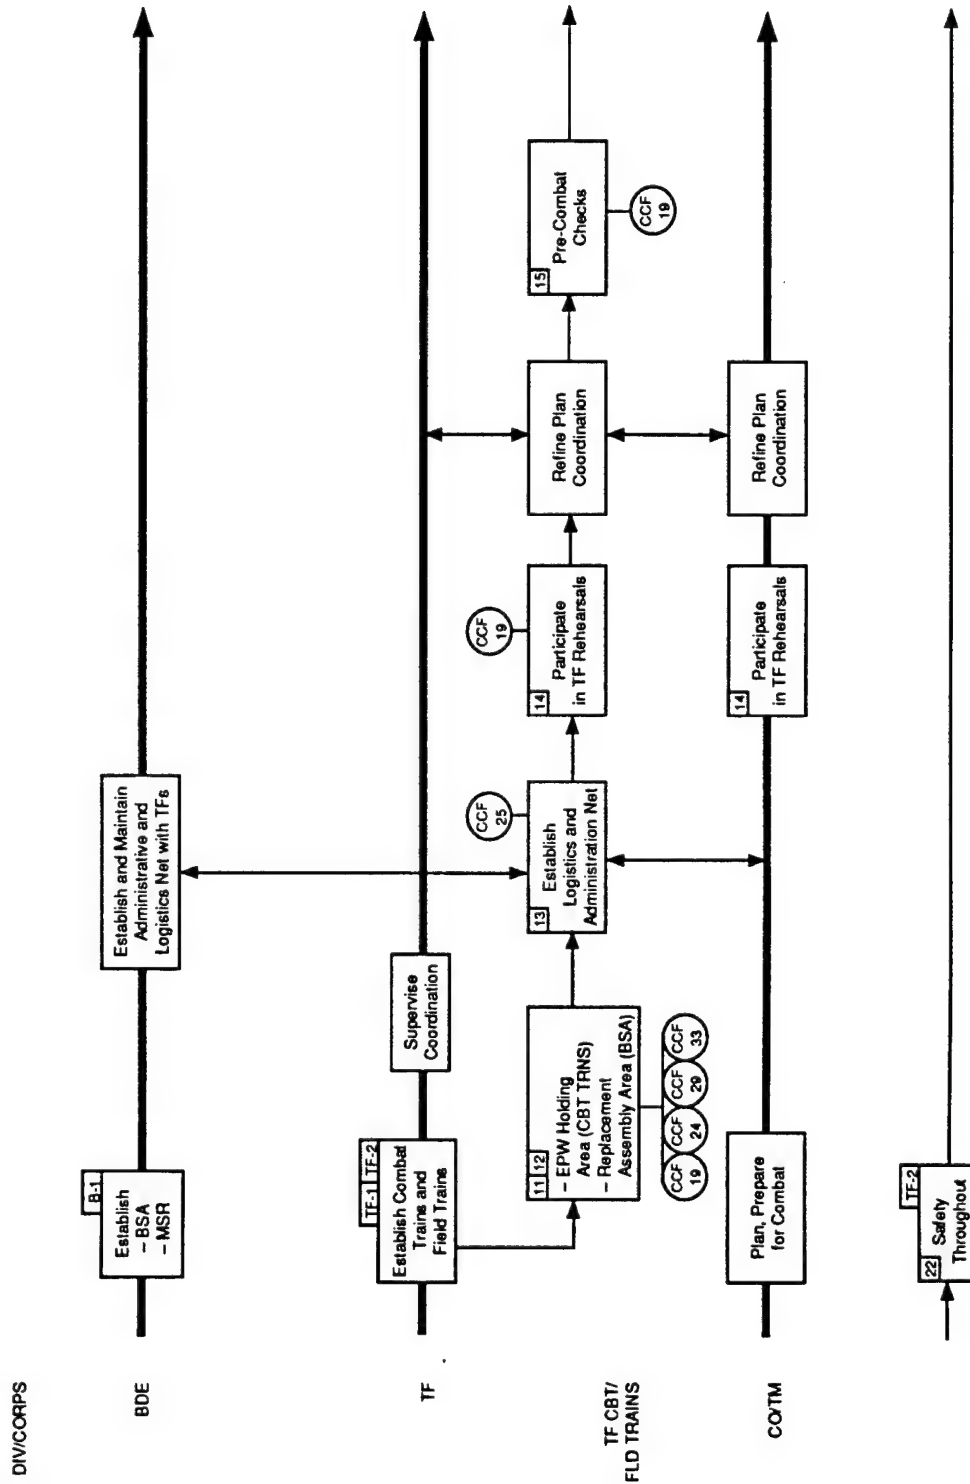 DIV/CORPS
BDE
B-1
Establish
– BSA
– MSR
Establish and Maintain
Administrative and
Logistics Net with TFs
TF
TF-1
TF-2
Establish Combat
Trains and
Field Trains
Supervise
Coordination
TF CBT/
FLD TRAINS
11
12
– EPW Holding
Area (CBT TRNS)
– Replacement
Assembly Area (BSA)
CCF
19
CCF
24
CCF
29
CCF
33
13
Establish
Logistics and
Administration Net
CCF
25
14
Participate
in TF Rehearsals
CCF
19
Refine Plan
Coordination
15
Pre-Combat
Checks
CCF
19
CO/TM
Plan, Prepare
for Combat
14
Participate
in TF Rehearsals
Refine Plan
Coordination
22
TF-2
Safety
Throughout